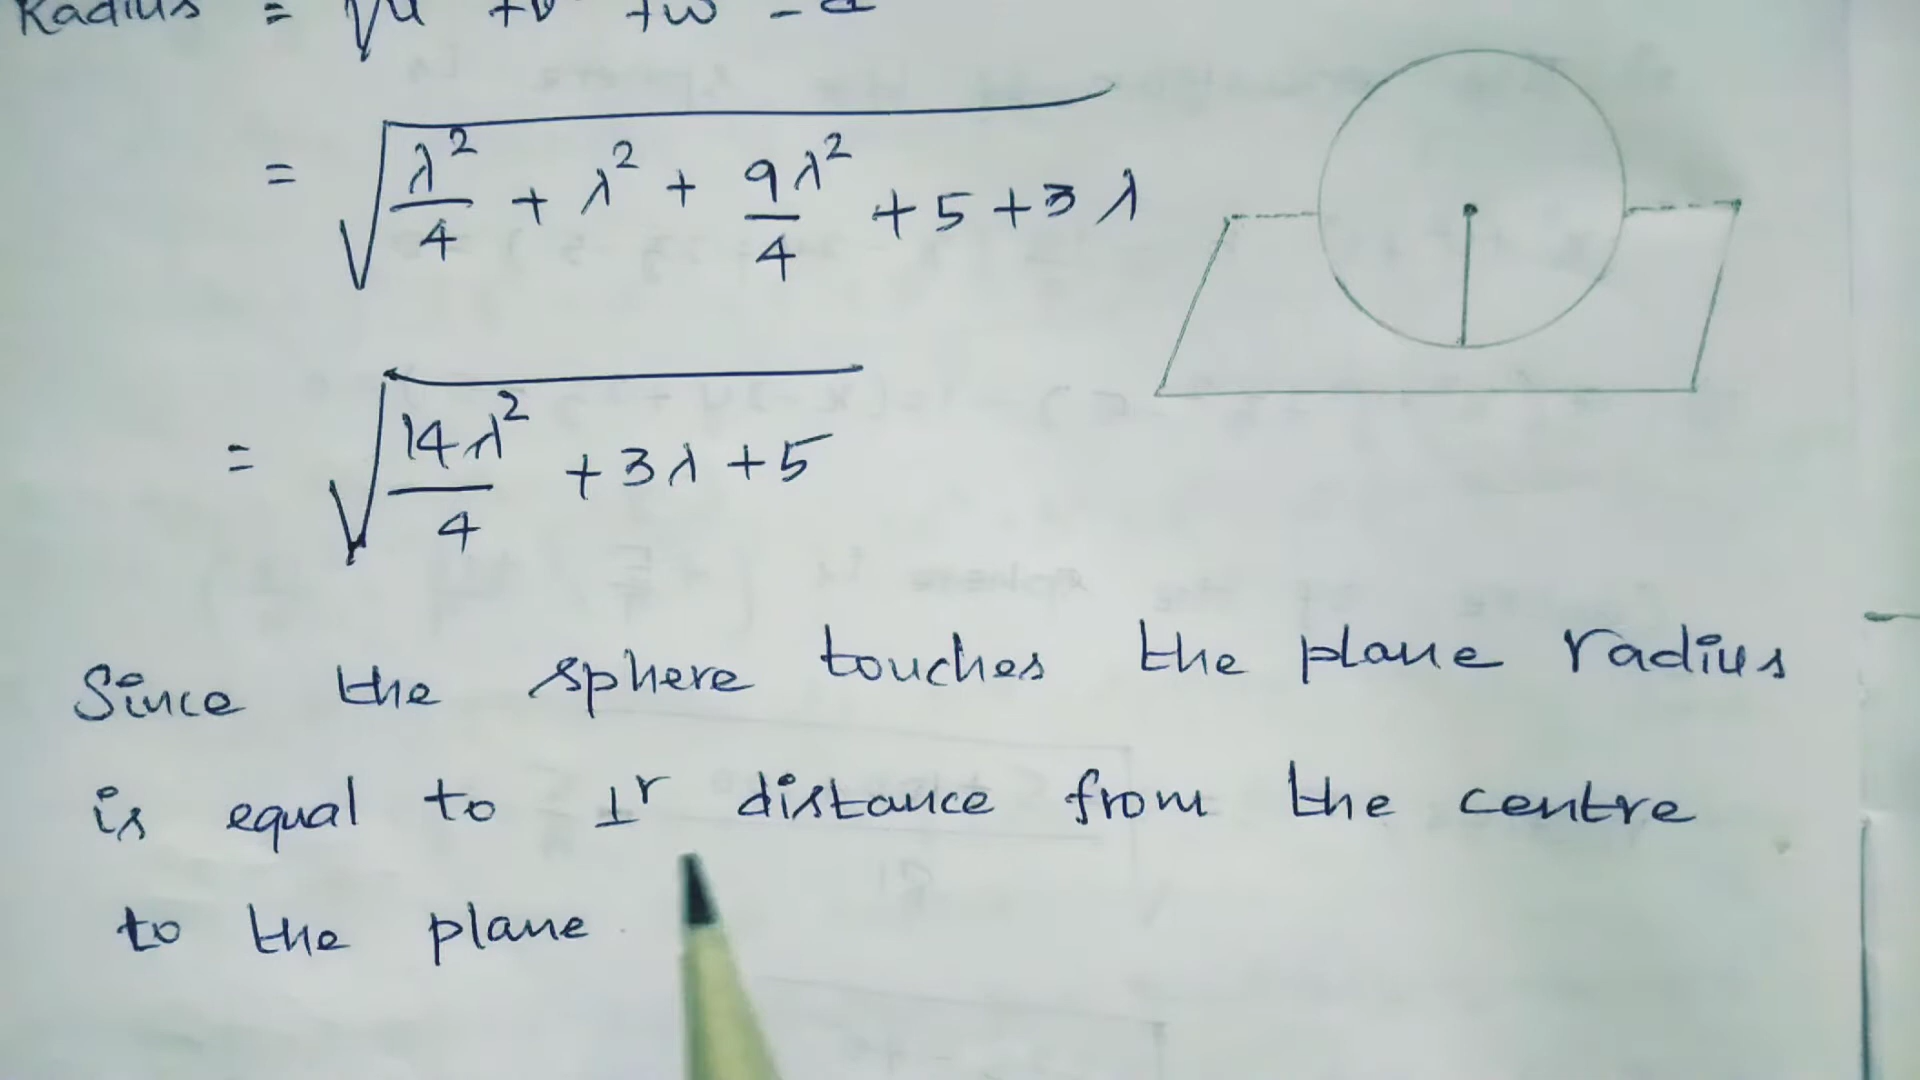 Radius = √u + v + w - d
= √λ²/4 + λ² + 9λ²/4 + 5 + 3λ
= √14λ²/4 + 3λ + 5
Since the sphere touches the plane radius
is equal to ⊥r distance from the centre
to the plane